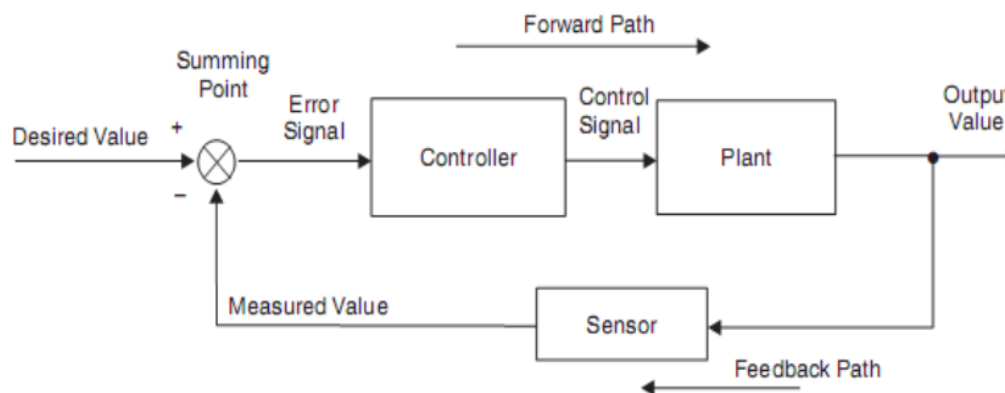 Forward Path
Summing
Point
Error
Signal
Control
Signal
Output
Value
Desired Value
+
−
Controller
Plant
Measured Value
Sensor
Feedback Path